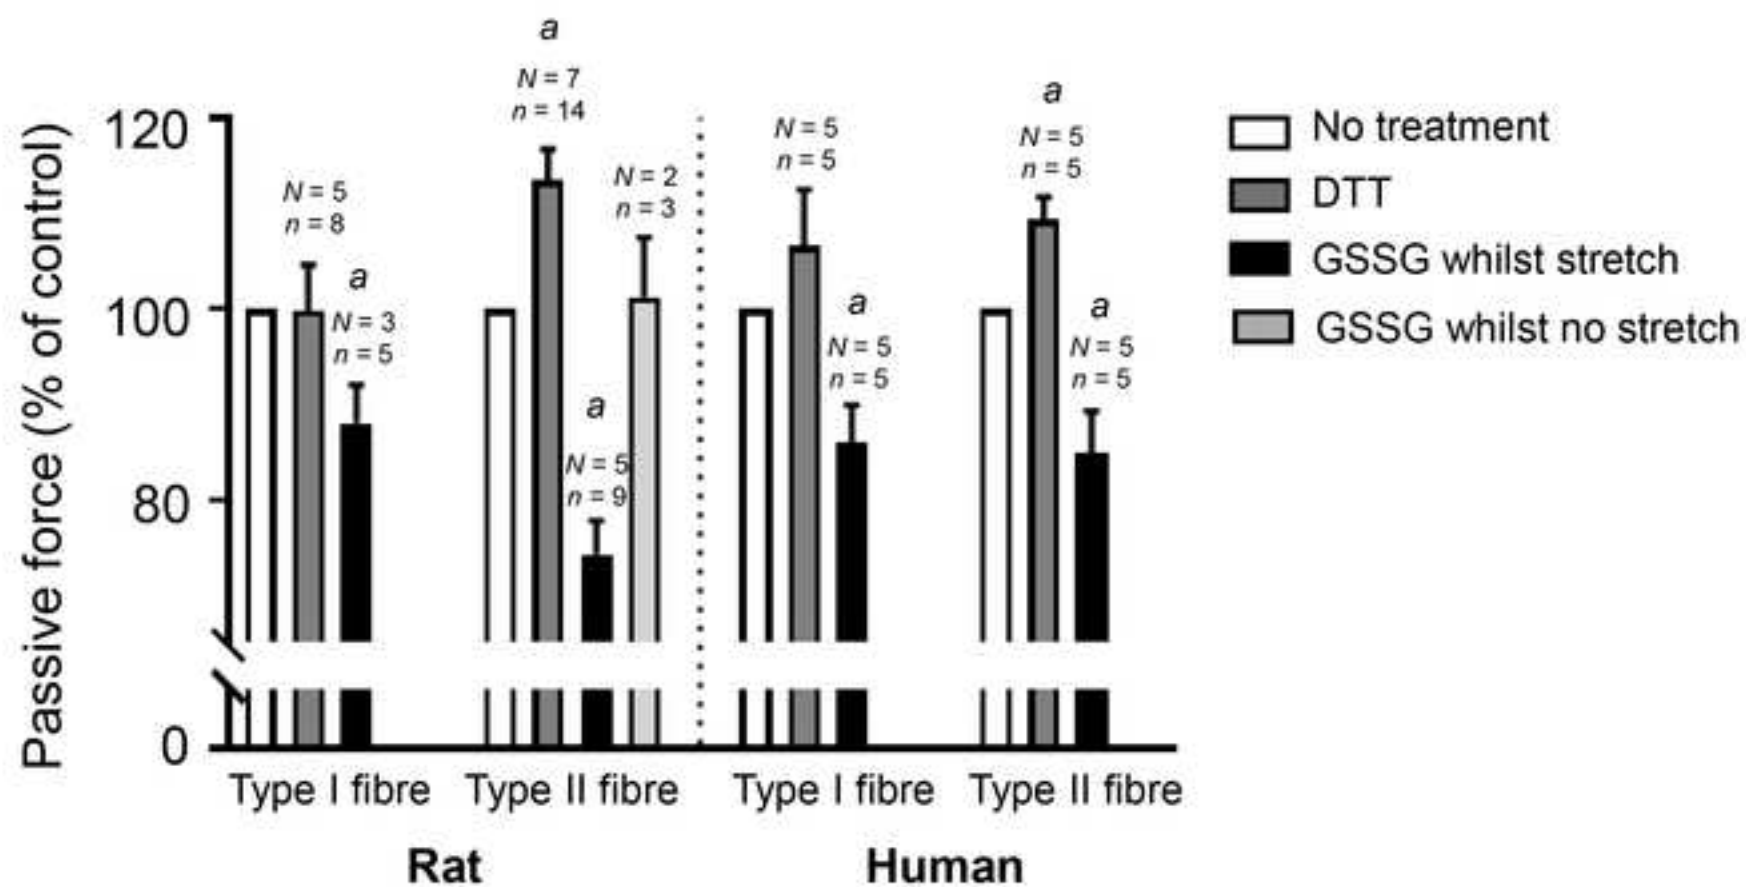 Passive force (% of control)
120
100
80
0
N = 5
n = 8
a
N = 3
n = 5
a
N = 7
n = 14
a
N = 5
n = 9
N = 2
n = 3
N = 5
n = 5
a
N = 5
n = 5
a
N = 5
n = 5
a
N = 5
n = 5
No treatment
DTT
GSSG whilst stretch
GSSG whilst no stretch
Type I fibre
Type II fibre
Type I fibre
Type II fibre
Rat
Human